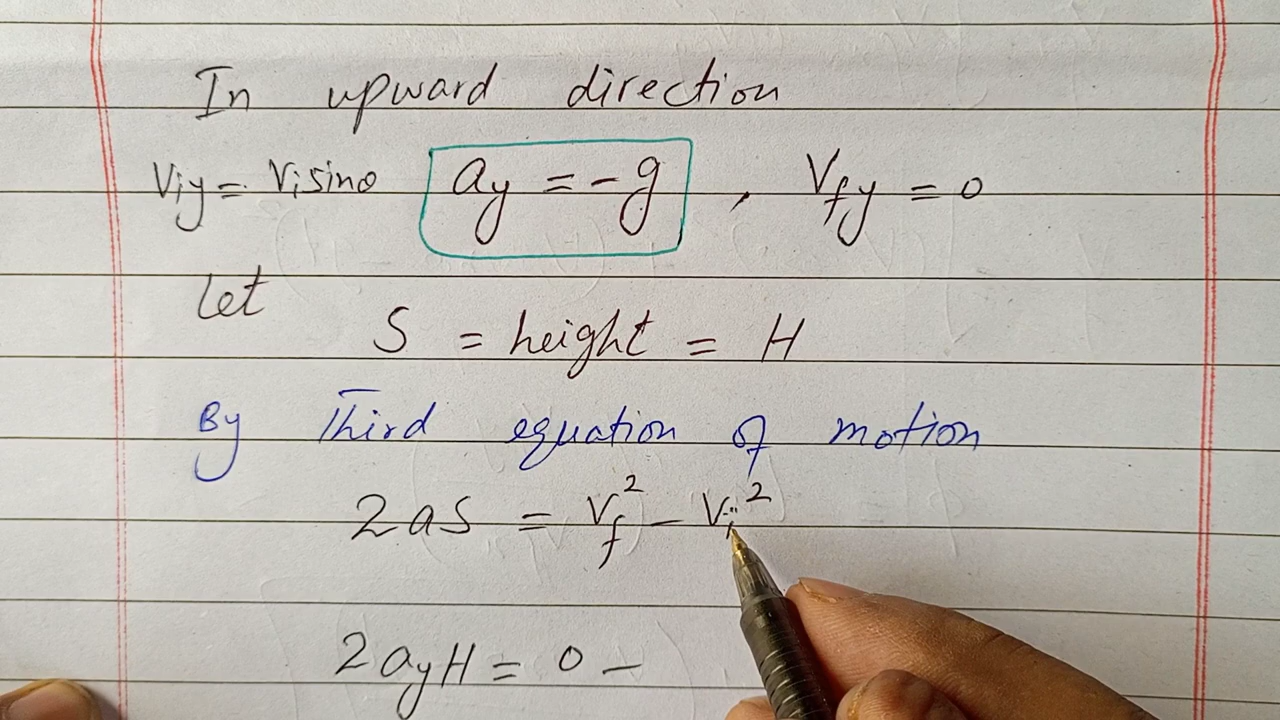 In upward direction
Viy = Visinθ ay = -g , Vfy = 0
Let
S = height = H
By Third equation of motion
2as = Vf² - Vi²
2ayH = 0 -